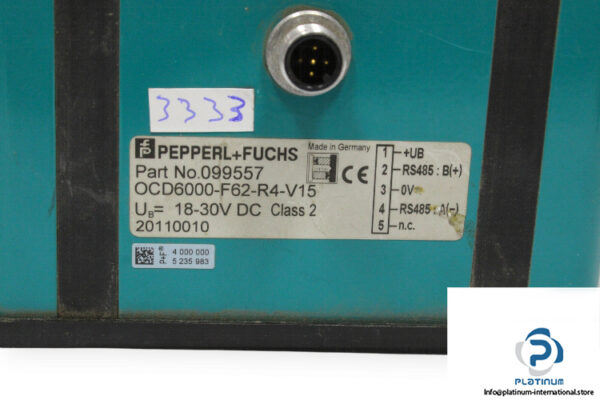 3333
PEPPERL+FUCHS
Part No.099557
OCD6000-F62-R4-V15
UB= 18-30V DC Class 2
20110010
Made in Germany
CE
1 +UB
2 RS485 : B(+)
3 0V
4 RS485 : A(-)
5 n.c.
P+F®
4 000 000
5 235 983
PLATINUM
Info@platinum-international.store